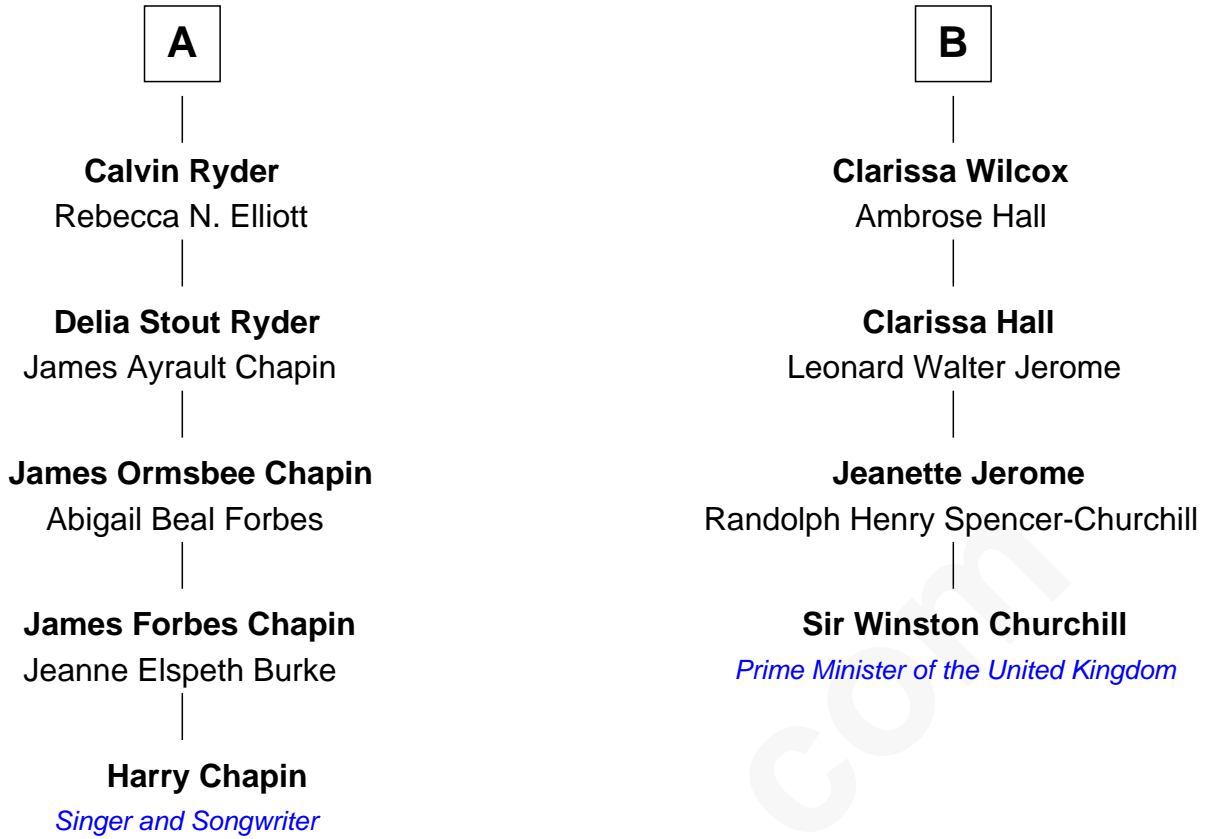 A
Calvin Ryder
Rebecca N. Elliott
Delia Stout Ryder
James Ayrault Chapin
James Ormsbee Chapin
Abigail Beal Forbes
James Forbes Chapin
Jeanne Elspeth Burke
Harry Chapin
Singer and Songwriter
B
Clarissa Wilcox
Ambrose Hall
Clarissa Hall
Leonard Walter Jerome
Jeanette Jerome
Randolph Henry Spencer-Churchill
Sir Winston Churchill
Prime Minister of the United Kingdom
com